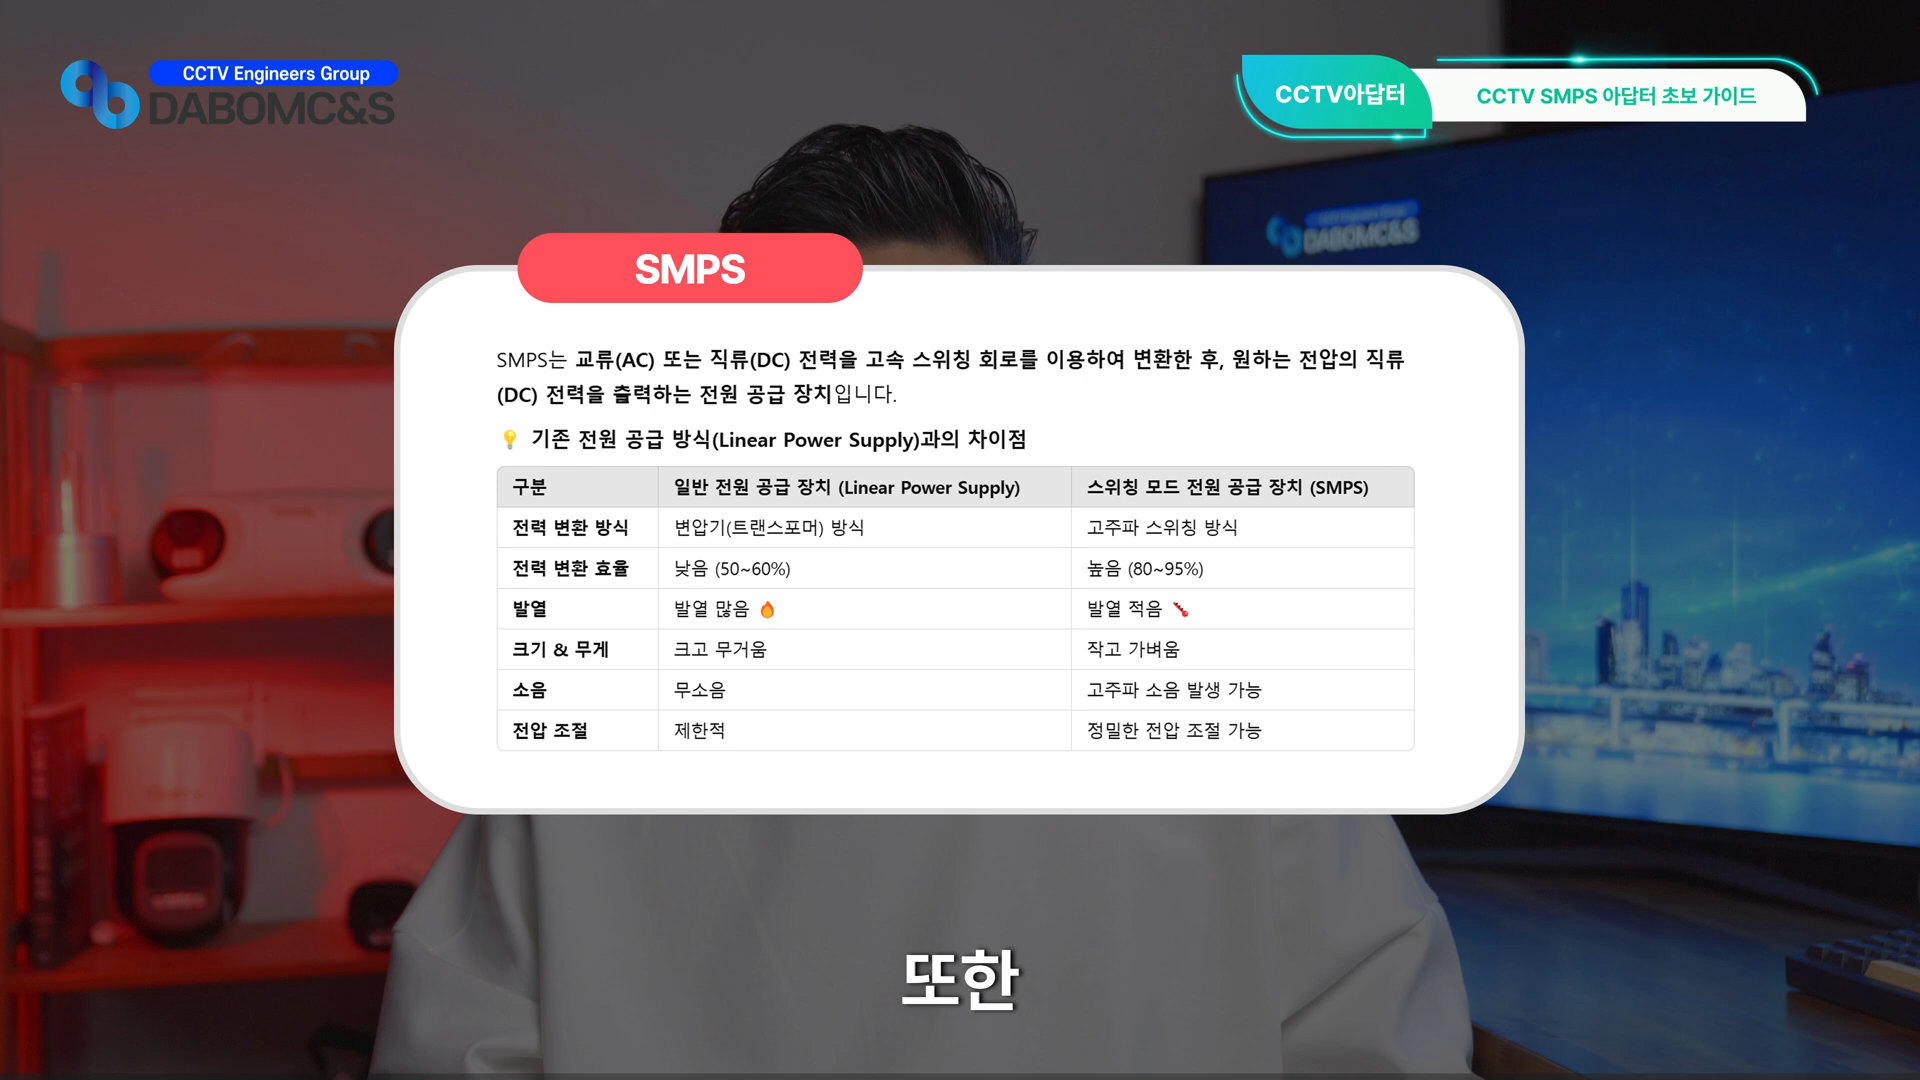 CCTV Engineers Group
DABOMC&S
CCTV아답터
CCTV SMPS 아답터 초보 가이드
DABOMC&S
SMPS
SMPS는 교류(AC) 또는 직류(DC) 전력을 고속 스위칭 회로를 이용하여 변환한 후, 원하는 전압의 직류
(DC) 전력을 출력하는 전원 공급 장치입니다.
💡 기존 전원 공급 방식(Linear Power Supply)과의 차이점
구분 일반 전원 공급 장치 (Linear Power Supply) 스위칭 모드 전원 공급 장치 (SMPS)
전력 변환 방식 변압기(트랜스포머) 방식 고주파 스위칭 방식
전력 변환 효율 낮음 (50~60%) 높음 (80~95%)
발열 발열 많음 🔥 발열 적음
크기 & 무게 크고 무거움 작고 가벼움
소음 무소음 고주파 소음 발생 가능
전압 조절 제한적 정밀한 전압 조절 가능
또한